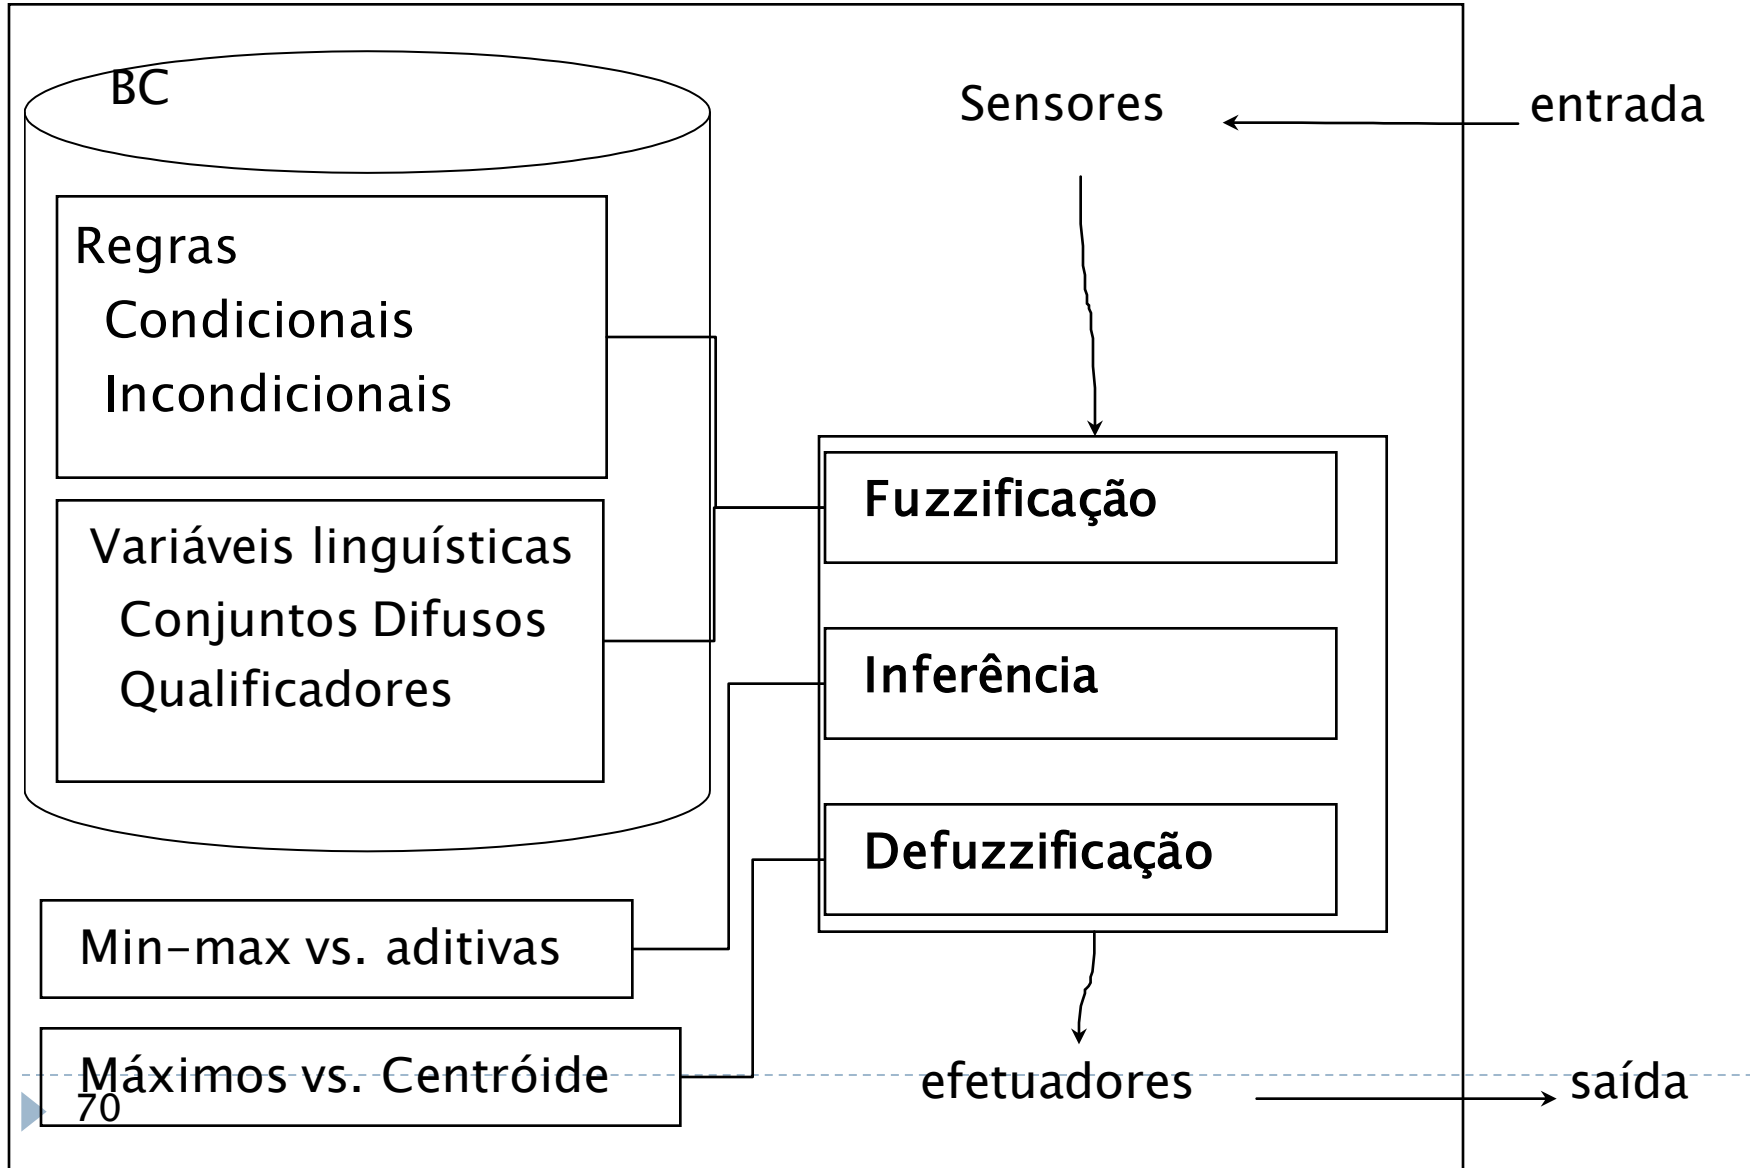 BC
Regras
Condicionais
Incondicionais
Variáveis linguísticas
Conjuntos Difusos
Qualificadores
Min-max vs. aditivas
Máximos vs. Centróide
70
Sensores
entrada
Fuzzificação
Inferência
Defuzzificação
efetuadores
saída